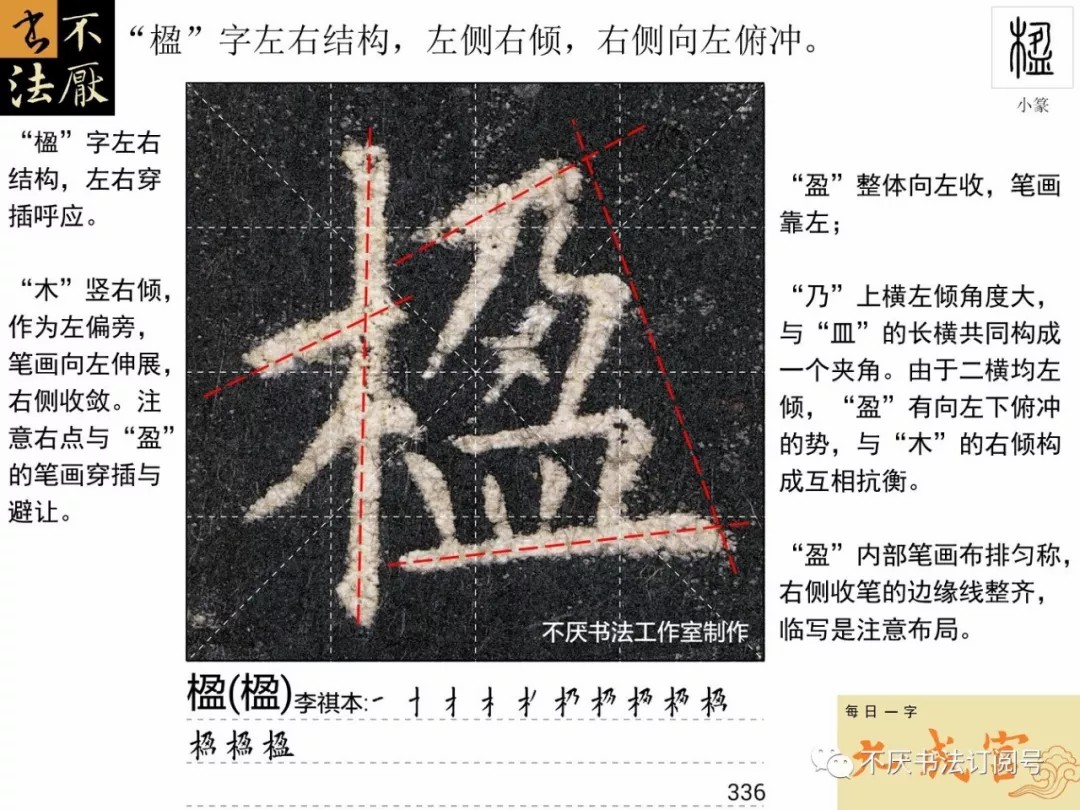 不厌书法
“楹”字左右结构，左侧右倾，右侧向左俯冲。
楹
小篆
“楹”字左右
结构，左右穿
插呼应。
“木”竖右倾，
作为左偏旁，
笔画向左伸展，
右侧收敛。注
意右点与“盈”
的笔画穿插与
避让。
楹
不厌书法工作室制作
“盈”整体向左收，笔画
靠左；
“乃”上横左倾角度大，
与“皿”的长横共同构成
一个夹角。由于二横均左
倾，“盈”有向左下俯冲
的势，与“木”的右倾构
成互相抗衡。
“盈”内部笔画布排匀称，
右侧收笔的边缘线整齐，
临写是注意布局。
楹(楹)李祺本:
336
每日一字
九成宫
不厌书法订阅号